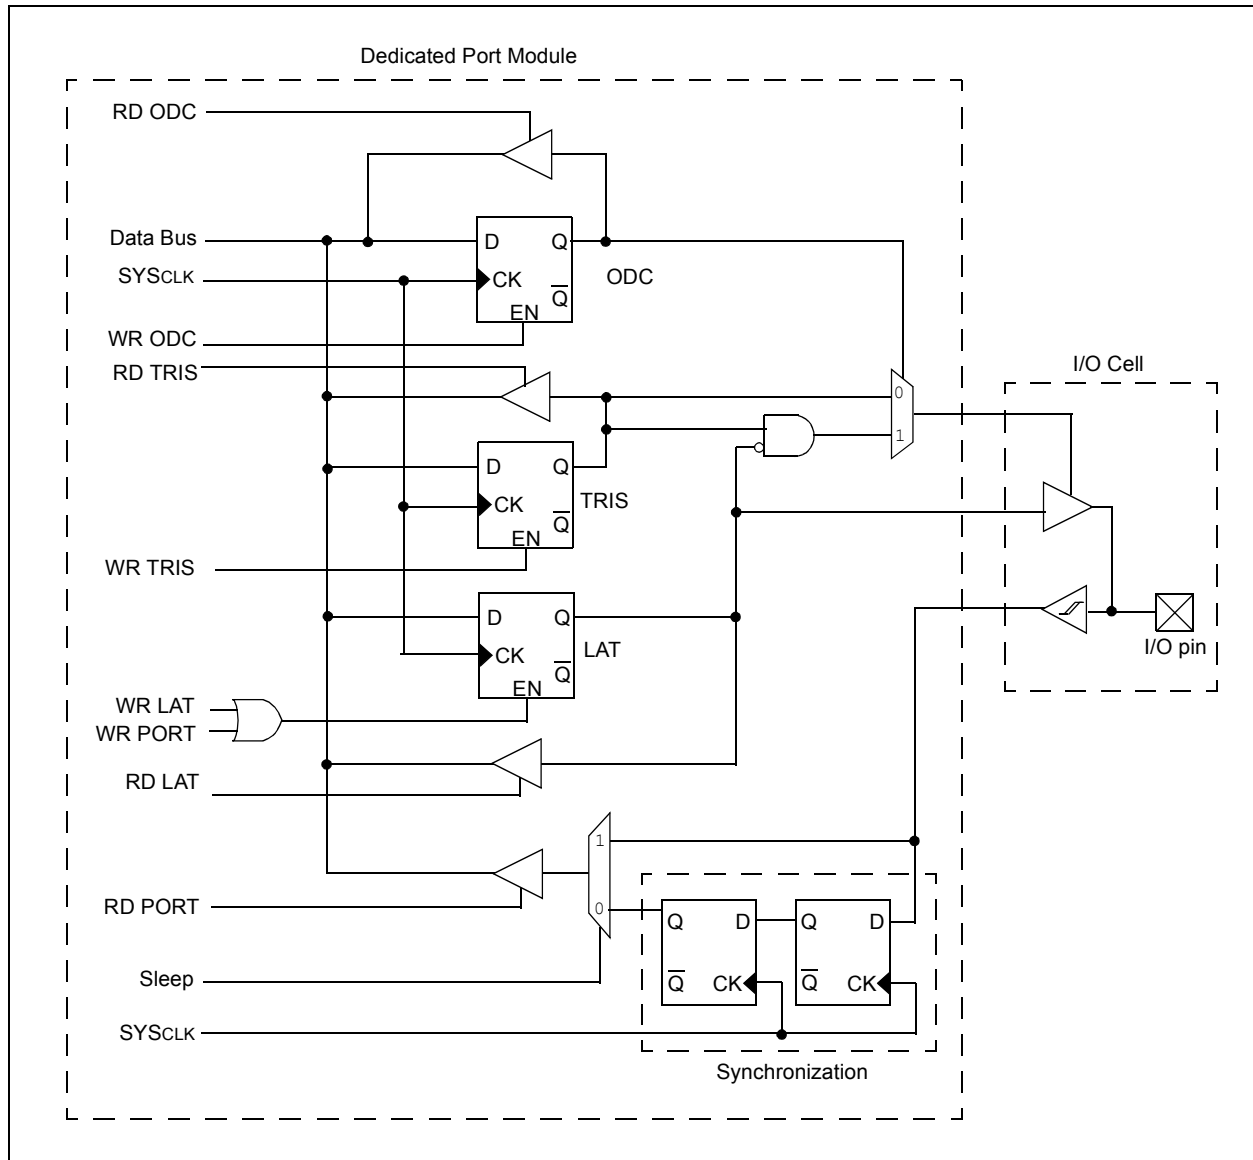 Dedicated Port Module
RD ODC
Data Bus
D
Q
SYSCLK
CK
Q
ODC
EN
WR ODC
RD TRIS
I/O Cell
0
1
D
Q
CK
Q
TRIS
EN
WR TRIS
D
Q
CK
Q
LAT
EN
I/O pin
WR LAT
WR PORT
RD LAT
1
0
RD PORT
Q
D
Q
D
Q
CK
Q
CK
Sleep
SYSCLK
Synchronization